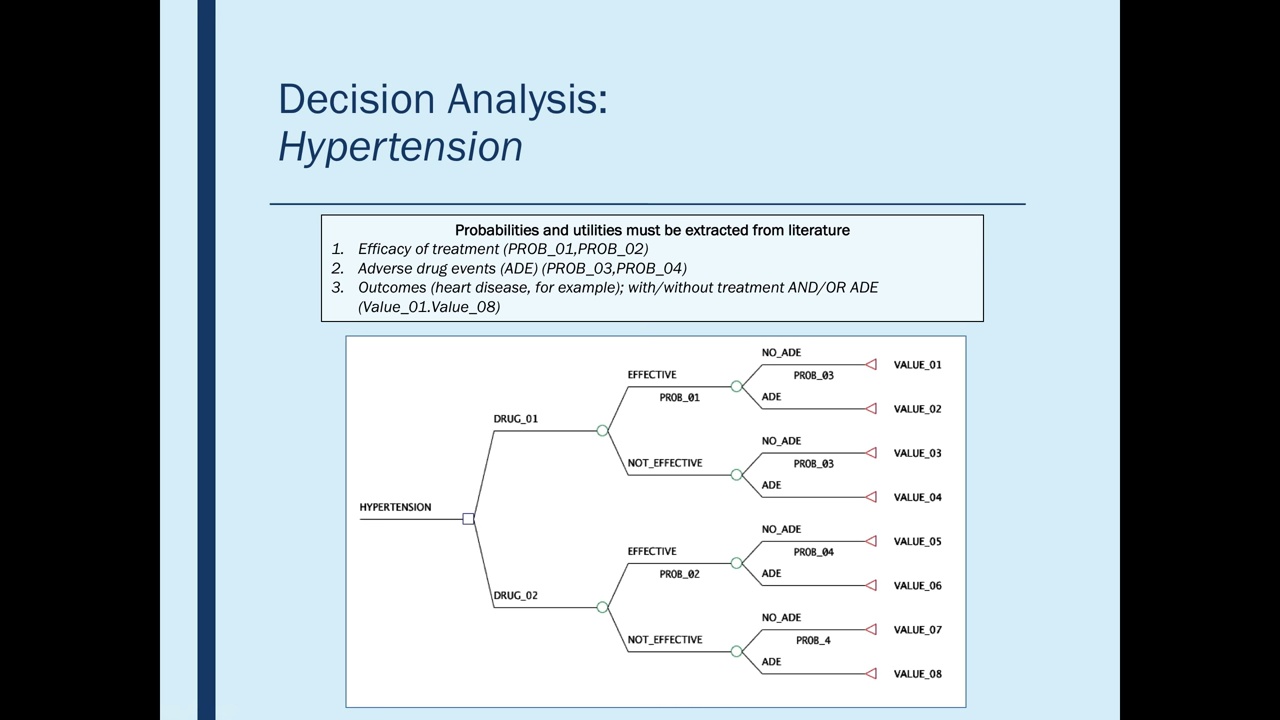 Decision Analysis:
Hypertension
Probabilities and utilities must be extracted from literature
1. Efficacy of treatment (PROB_01,PROB_02)
2. Adverse drug events (ADE) (PROB_03,PROB_04)
3. Outcomes (heart disease, for example); with/without treatment AND/OR ADE
(Value_01.Value_08)
NO_ADE
VALUE_01
EFFECTIVE
PROB_03
PROB_01
ADE
VALUE_02
DRUG_01
NO_ADE
VALUE_03
NOT_EFFECTIVE
PROB_03
ADE
VALUE_04
HYPERTENSION
NO_ADE
VALUE_05
EFFECTIVE
PROB_04
PROB_02
ADE
VALUE_06
DRUG_02
NO_ADE
VALUE_07
NOT_EFFECTIVE
PROB_4
ADE
VALUE_08